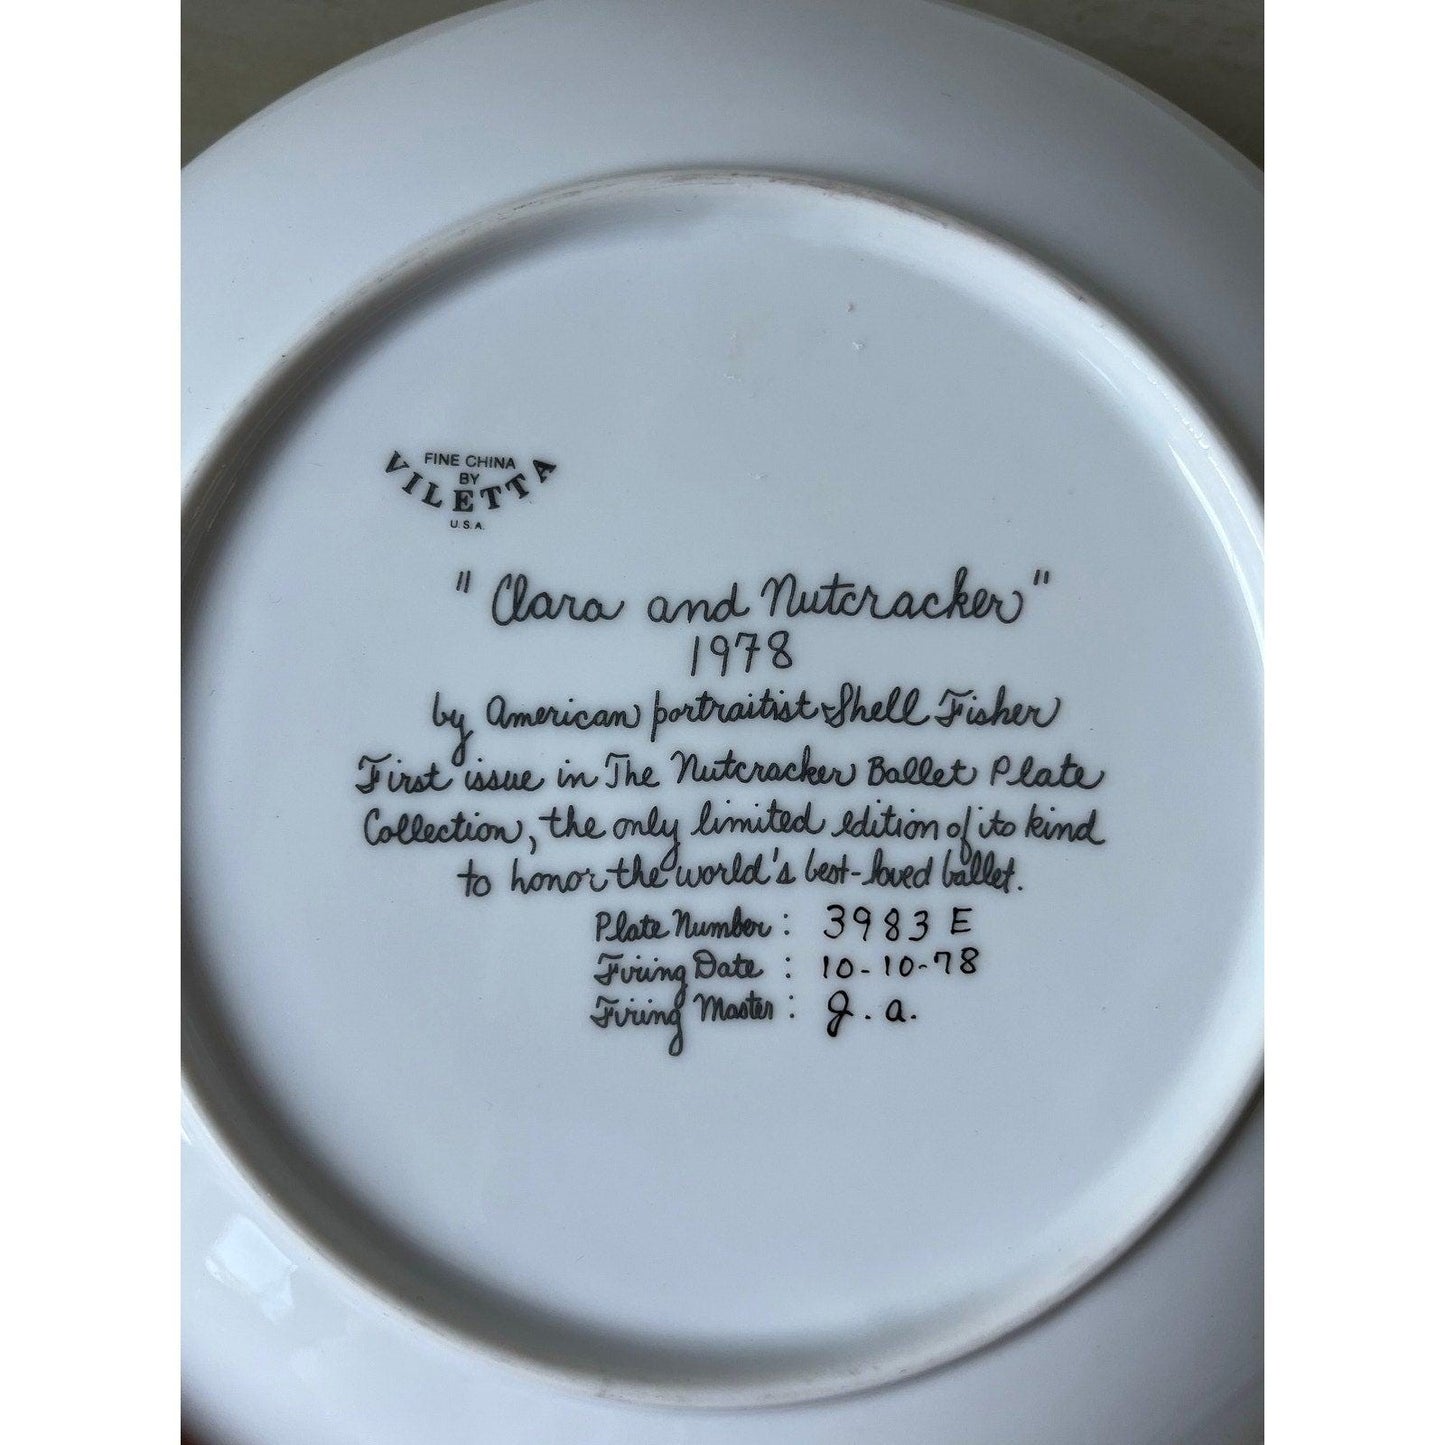 FINE CHINA
BY
VILETTA
U.S.A.
"Clara and Nutcracker"
1978
by American portraitist Shell Fisher
First issue in The Nutcracker Ballet Plate
Collection, the only limited edition of its kind
to honor the world's best-loved ballet.
Plate Number: 3983 E
Firing Date: 10-10-78
Firing Master: J. a.